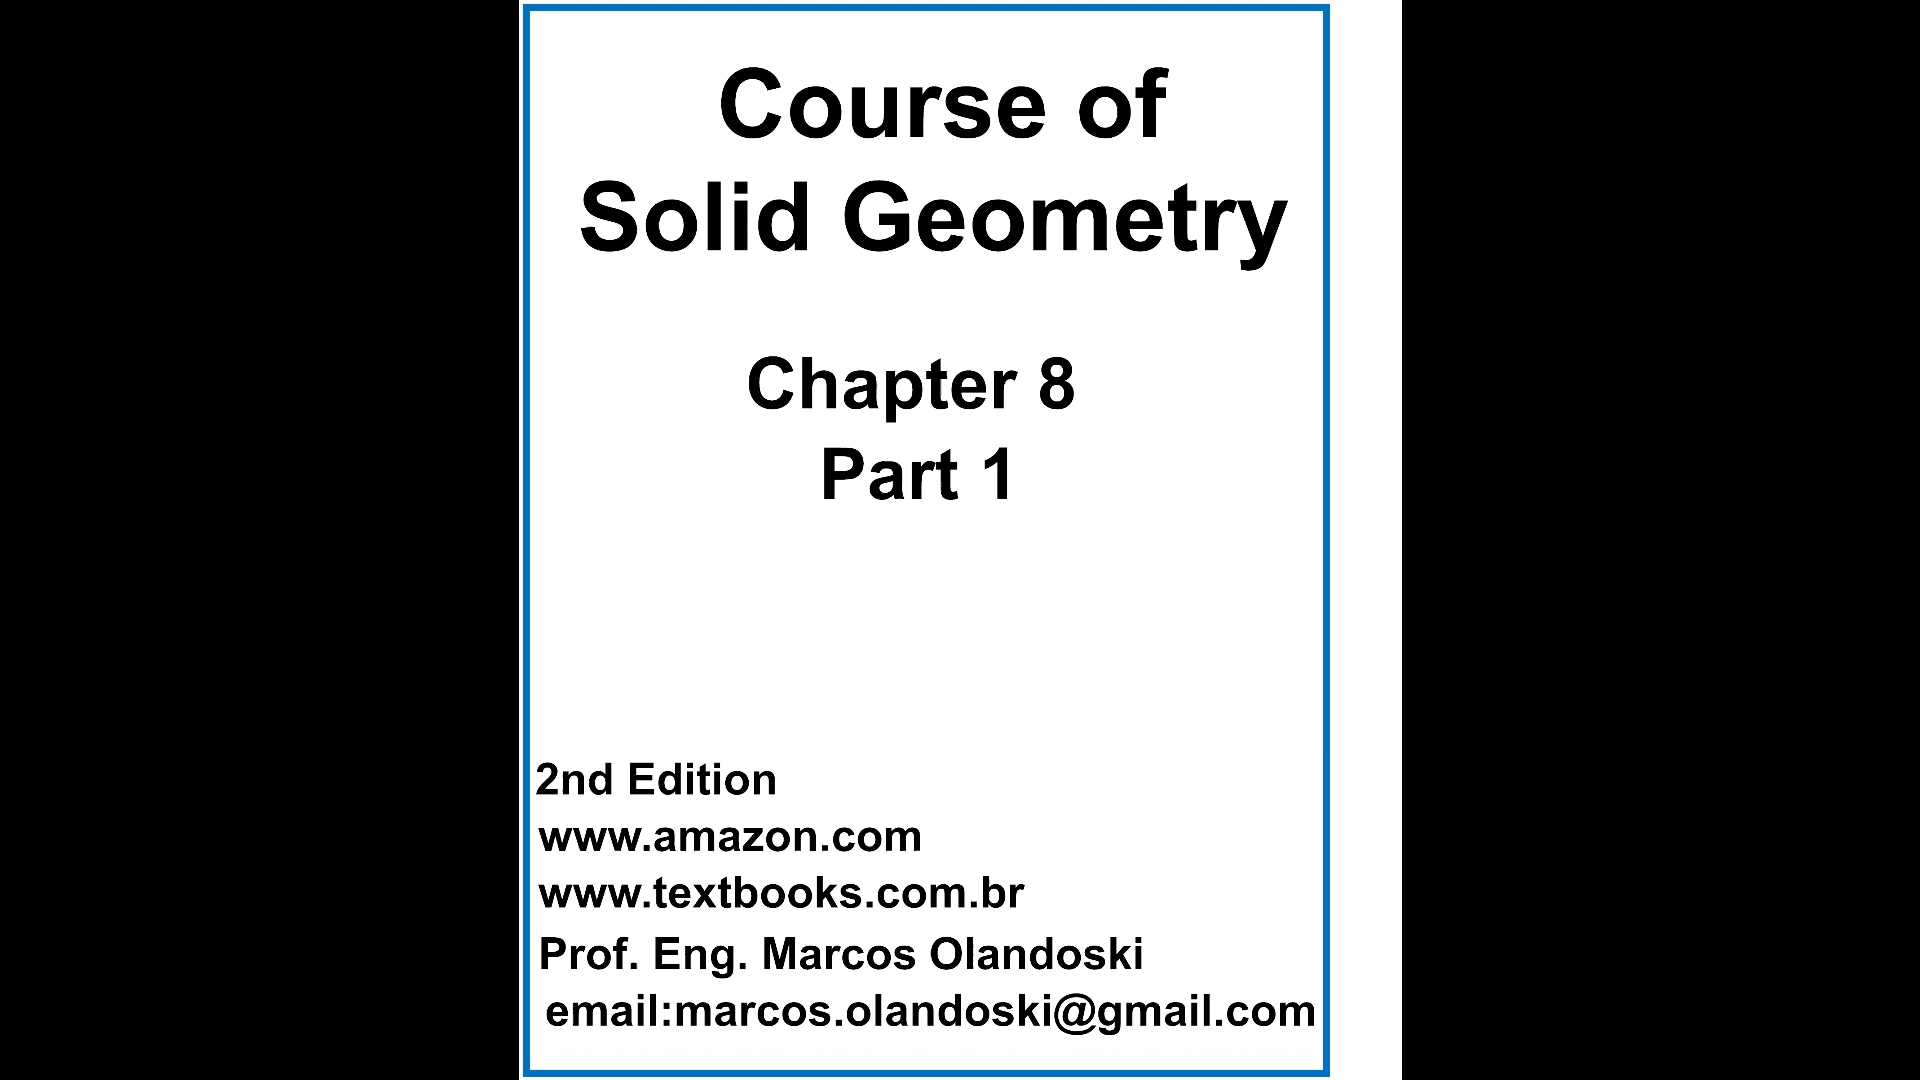 Course of
Solid Geometry
Chapter 8
Part 1
2nd Edition
www.amazon.com
www.textbooks.com.br
Prof. Eng. Marcos Olandoski
email:marcos.olandoski@gmail.com